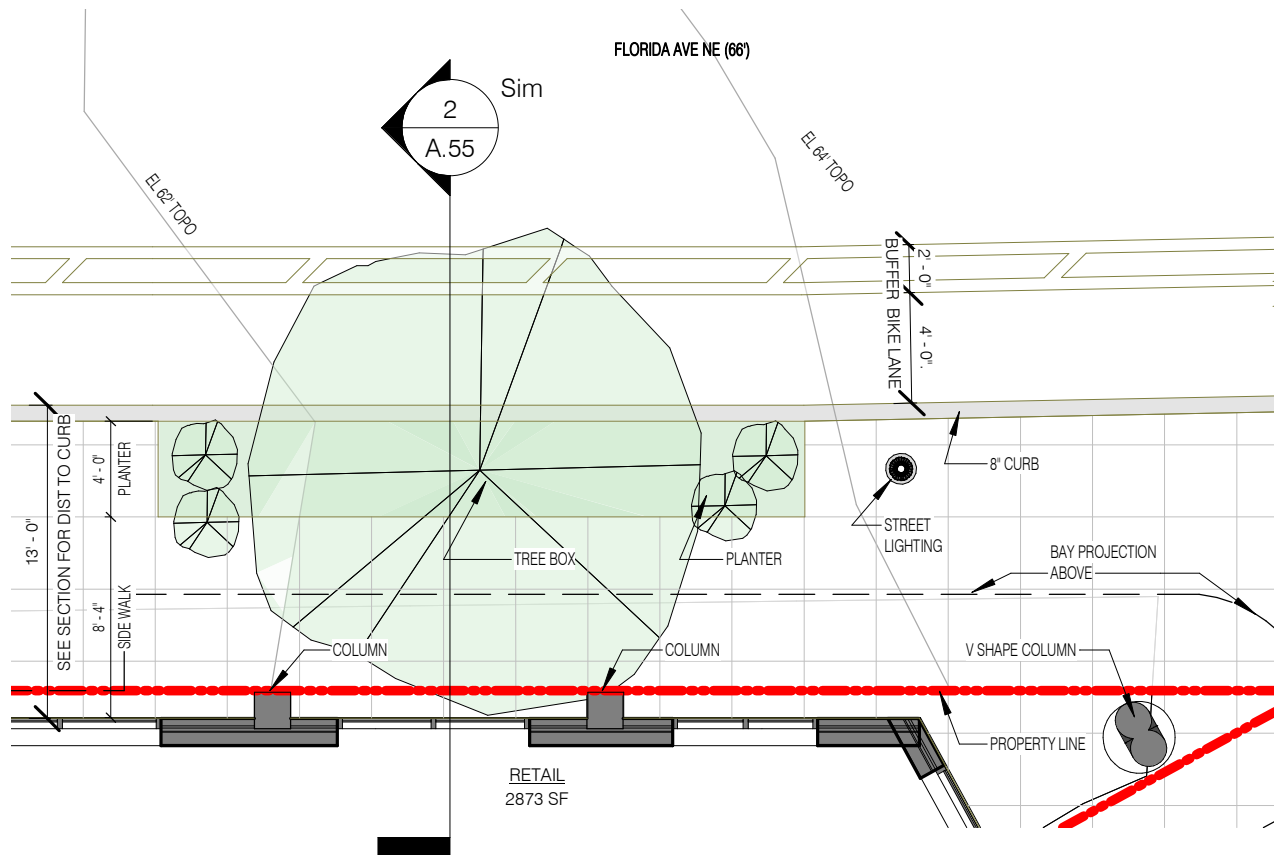 FLORIDA AVE NE (66')
Sim
2
A.55
EL 62' TOPO
EL 64' TOPO
2' - 0"
BUFFER
BIKE LANE
4' - 0".
13' - 0"
SEE SECTION FOR DIST TO CURB
4' - 0"
PLANTER
8' - 4"
SIDE WALK
8" CURB
STREET
LIGHTING
TREE BOX
PLANTER
BAY PROJECTION
ABOVE
COLUMN
COLUMN
V SHAPE COLUMN
PROPERTY LINE
RETAIL
2873 SF